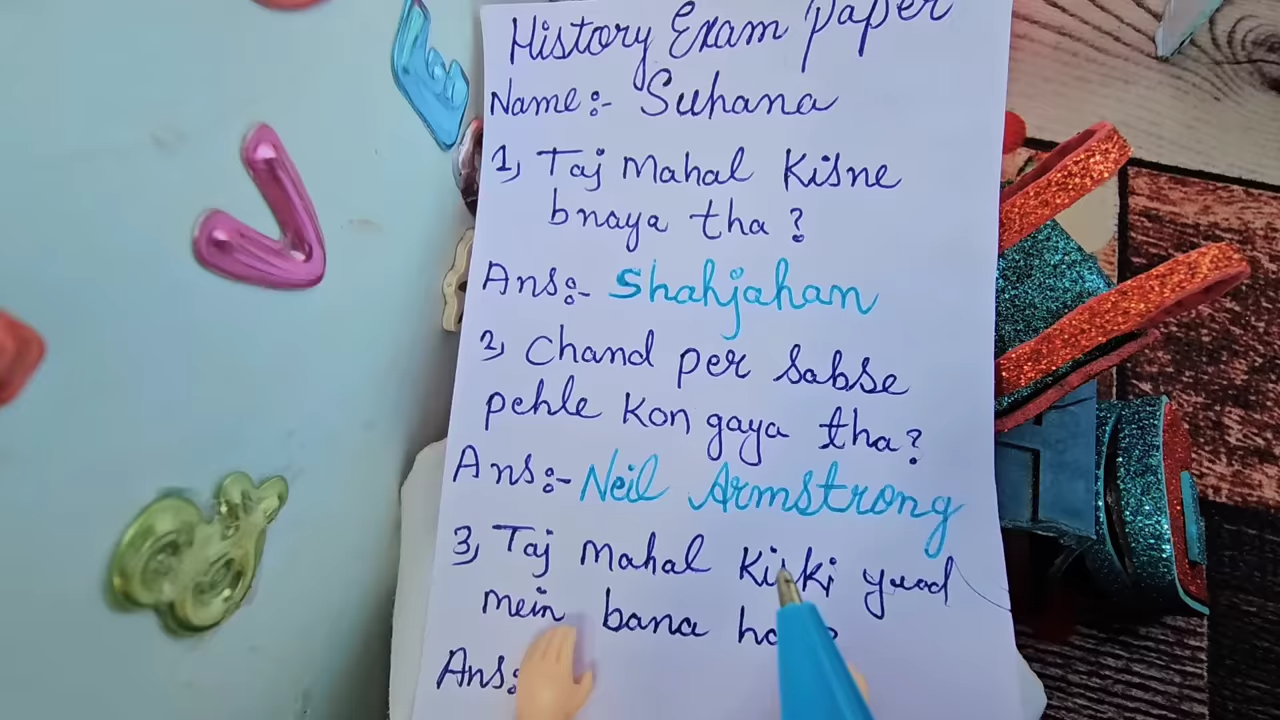 History Exam paper
Name:- Suhana
1) Taj Mahal Kisne
bnaya tha?
Ans:- Shahjahan
2) Chand per Sabse
pehle Kon gaya tha?
Ans:- Neil Armstrong
3) Taj Mahal Kiski yaad
mein bana
Ans: